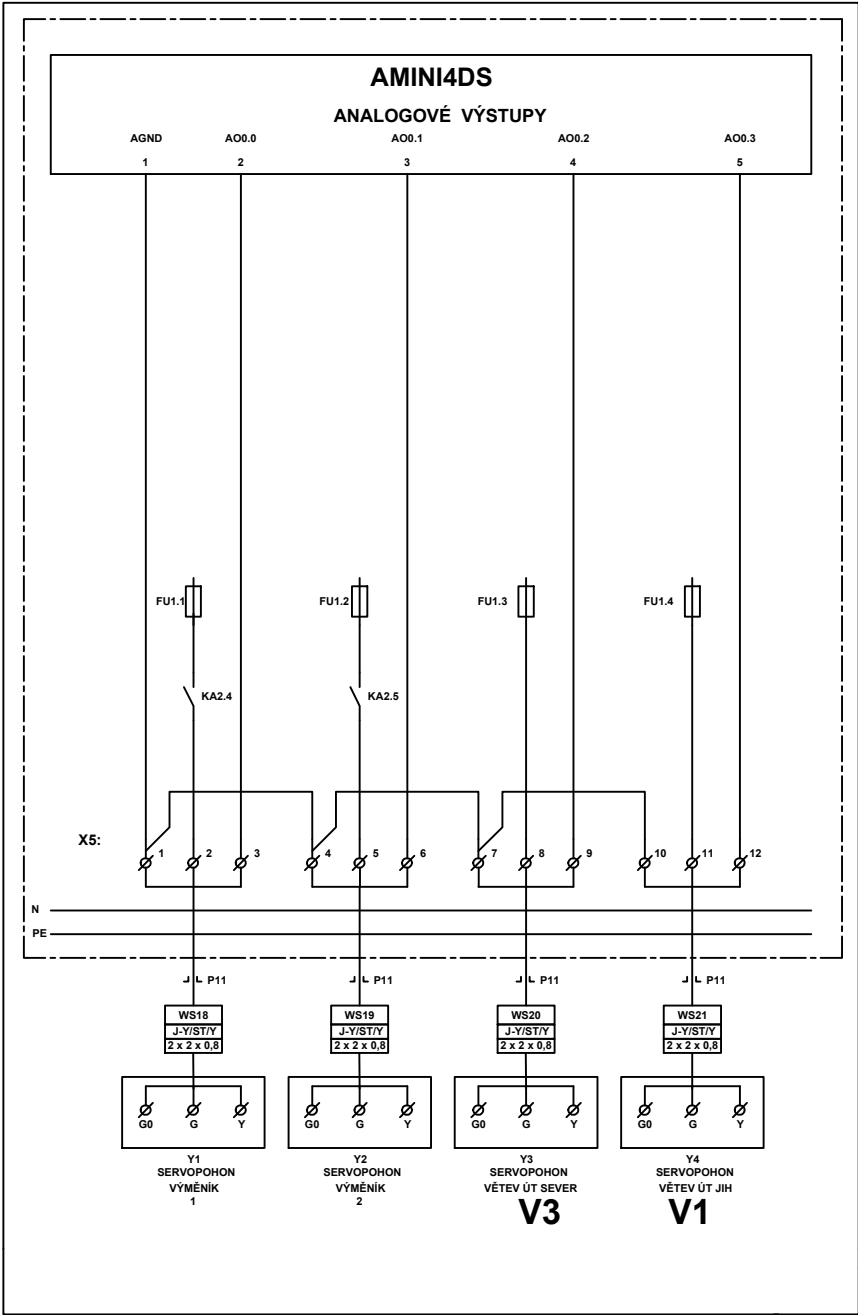 AMINI4DS
ANALOGOVÉ VÝSTUPY
AGND AO0.0 AO0.1 AO0.2 AO0.3
1 2 3 4 5
FU1.1 FU1.2 FU1.3 FU1.4
KA2.4 KA2.5
X5:
1 2 3 4 5 6 7 8 9 10 11 12
N
PE
P11 P11 P11 P11
WS18 WS19 WS20 WS21
J-Y/ST/Y J-Y/ST/Y J-Y/ST/Y J-Y/ST/Y
2 x 2 x 0,8 2 x 2 x 0,8 2 x 2 x 0,8 2 x 2 x 0,8
G0 G Y G0 G Y G0 G Y G0 G Y
Y1 Y2 Y3 Y4
SERVOPOHON SERVOPOHON SERVOPOHON SERVOPOHON
VÝMĚNÍK VÝMĚNÍK VĚTEV ÚT SEVER VĚTEV ÚT JIH
1 2 V3 V1